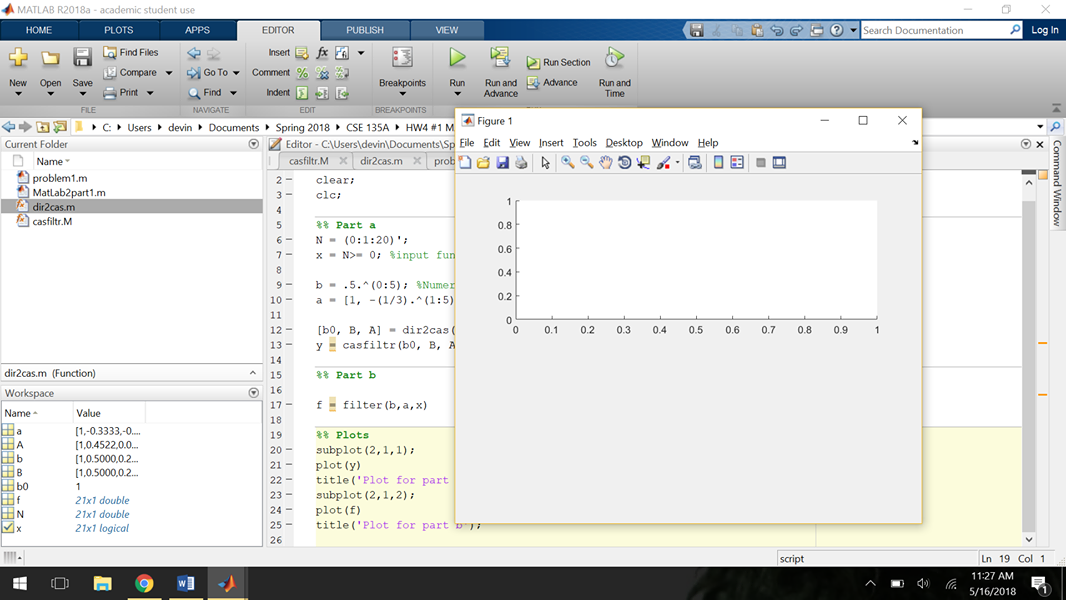 MATLAB R2018a - academic student use
HOME PLOTS APPS EDITOR PUBLISH VIEW
Search Documentation Log In
New Open Save Find Files Compare Print
Go To Find
Insert Comment Indent
Breakpoints
Run Run and Advance Run Section Advance Run and Time
FILE NAVIGATE EDIT BREAKPOINTS
C: Users devin Documents Spring 2018 CSE 135A HW4 #1 M
Current Folder
Name
problem1.m
MatLab2part1.m
dir2cas.m
casfiltr.M
dir2cas.m (Function)
Workspace
Name Value
a [1,-0.3333,-0....
A [1,0.4522,0.0...
b [1,0.5000,0.2...
B [1,0.5000,0.2...
b0 1
f 21x1 double
N 21x1 double
x 21x1 logical
Editor - C:\Users\devin\Documents\Sp
casfiltr.M dir2cas.m prob
2 clear;
3 clc;
4
5 %% Part a
6 N = (0:1:20)';
7 x = N>= 0; %input fun
8
9 b = .5.^(0:5); %Numer
10 a = [1, -(1/3).^(1:5)
11
12 [b0, B, A] = dir2cas(
13 y = casfiltr(b0, B, A
14
15 %% Part b
16
17 f = filter(b,a,x)
18
19 %% Plots
20 subplot(2,1,1);
21 plot(y)
22 title('Plot for part
23 subplot(2,1,2);
24 plot(f)
25 title('Plot for part b');
26
Figure 1
File Edit View Insert Tools Desktop Window Help
1
0.8
0.6
0.4
0.2
0
0 0.1 0.2 0.3 0.4 0.5 0.6 0.7 0.8 0.9 1
Command Window
script Ln 19 Col 1
11:27 AM
5/16/2018
1